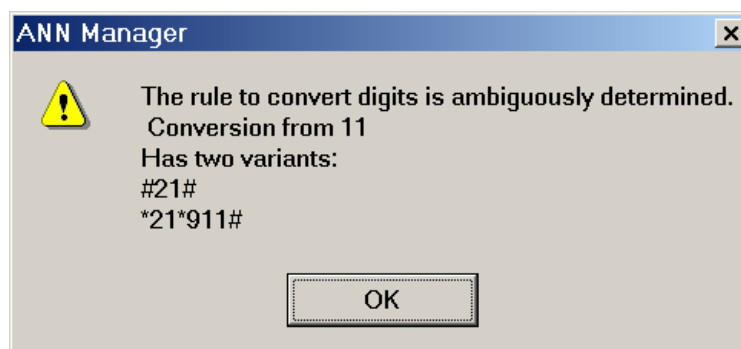 ANN Manager
The rule to convert digits is ambiguously determined.
Conversion from 11
Has two variants:
#21#
*21*911#
OK